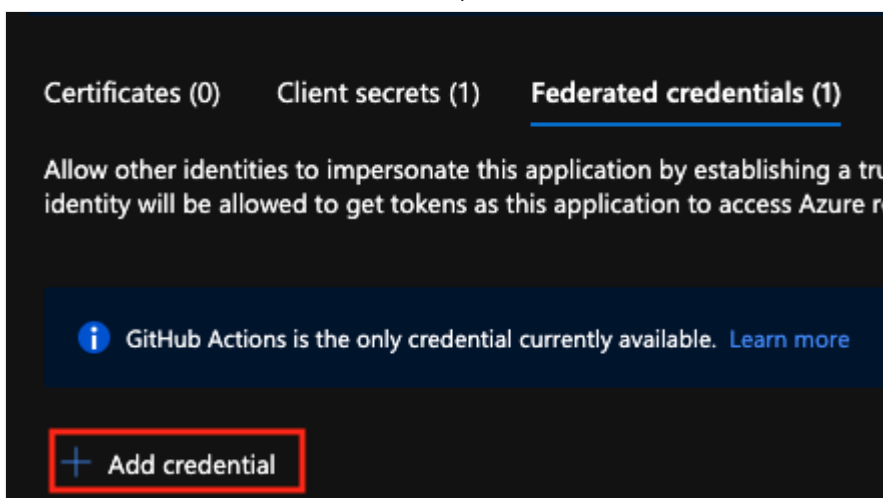 Certificates (0) Client secrets (1) Federated credentials (1)
Allow other identities to impersonate this application by establishing a
identity will be allowed to get tokens as this application to access Azure
GitHub Actions is the only credential currently available. Learn more
Add credential